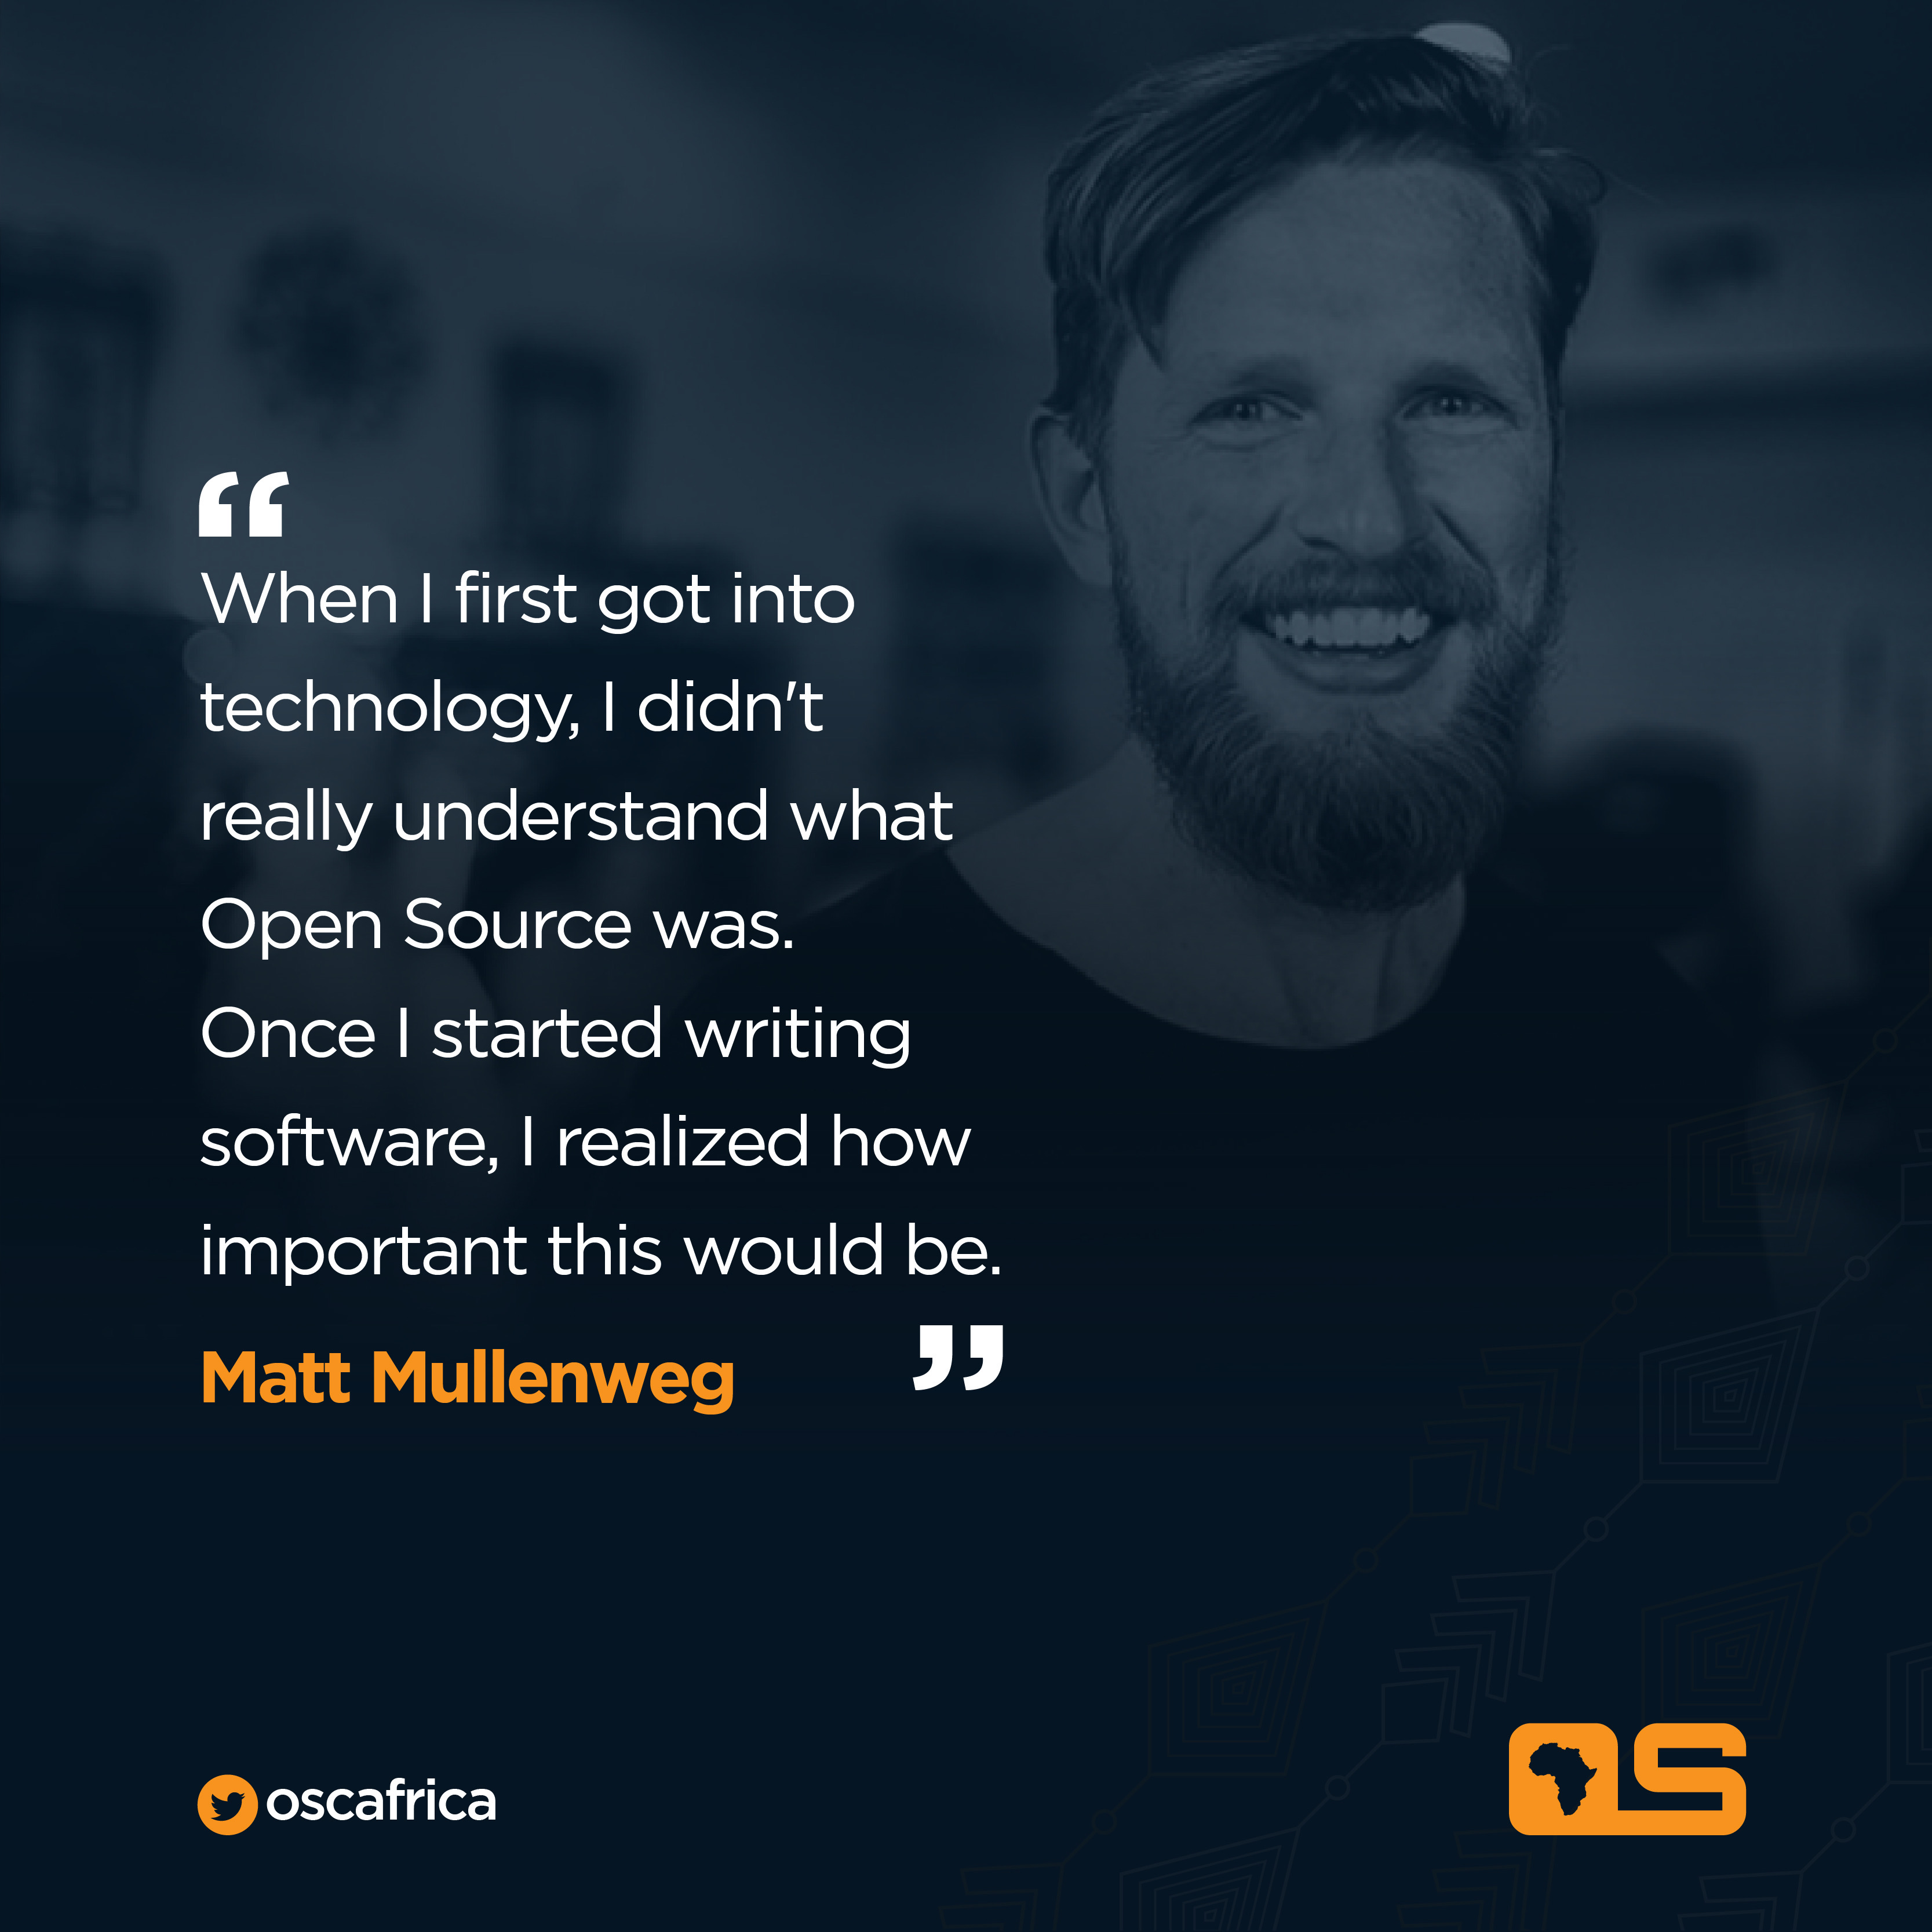 “
When I first got into
technology, I didn't
really understand what
Open Source was.
Once I started writing
software, I realized how
important this would be.
”
Matt Mullenweg
oscafrica
OS